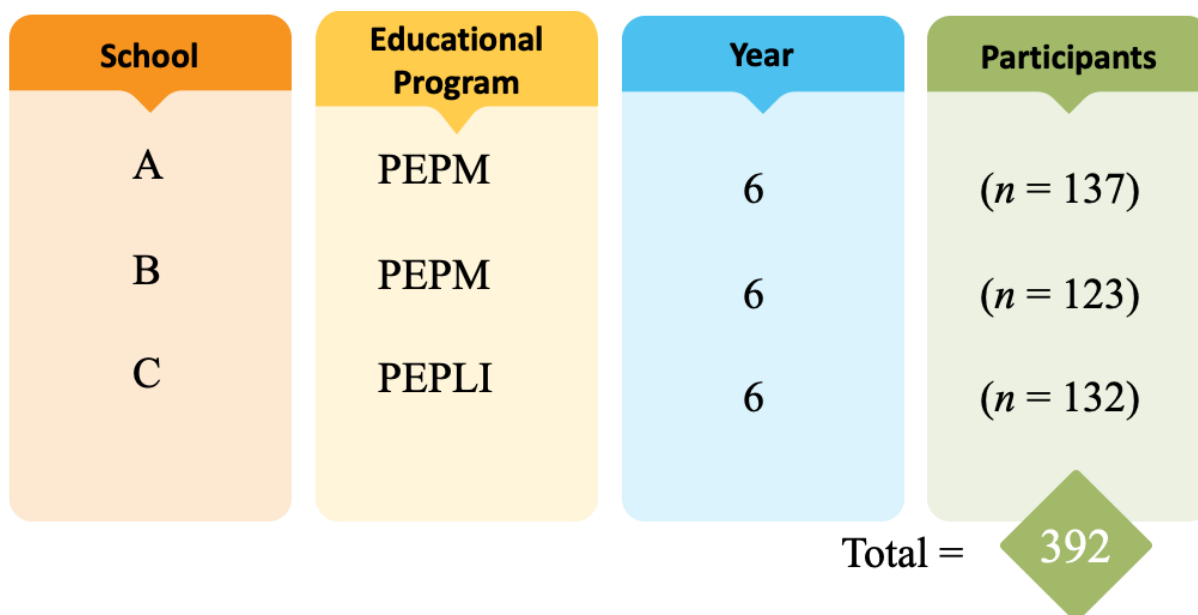 School
Educational
Program
Year
Participants
A PEPM 6 (n = 137)
B PEPM 6 (n = 123)
C PEPLI 6 (n = 132)
Total = 392